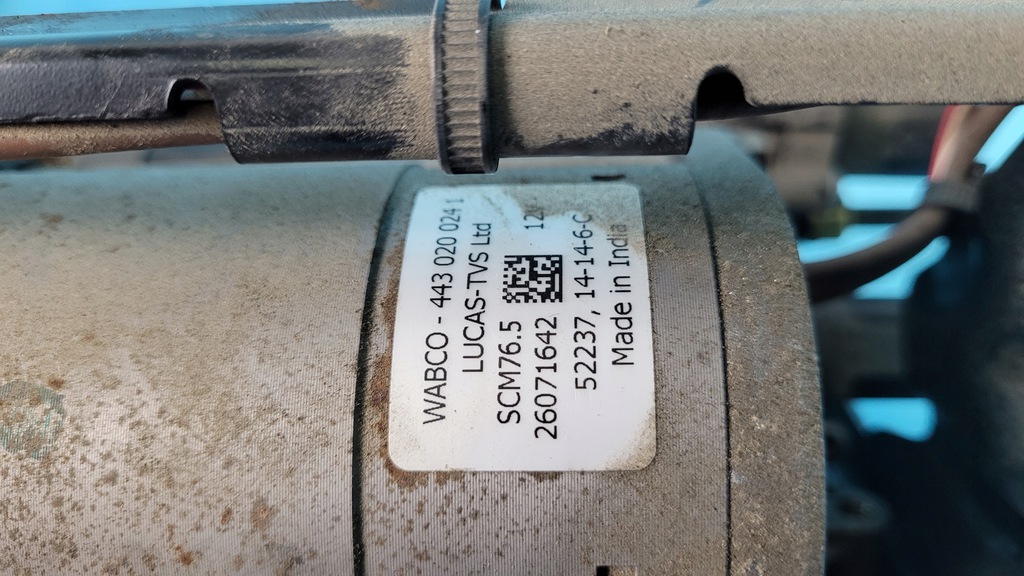 WABCO - 443 020 024 1
LUCAS-TVS Ltd
SCM76.5
26071642
52237, 14-14-6-C
Made in India